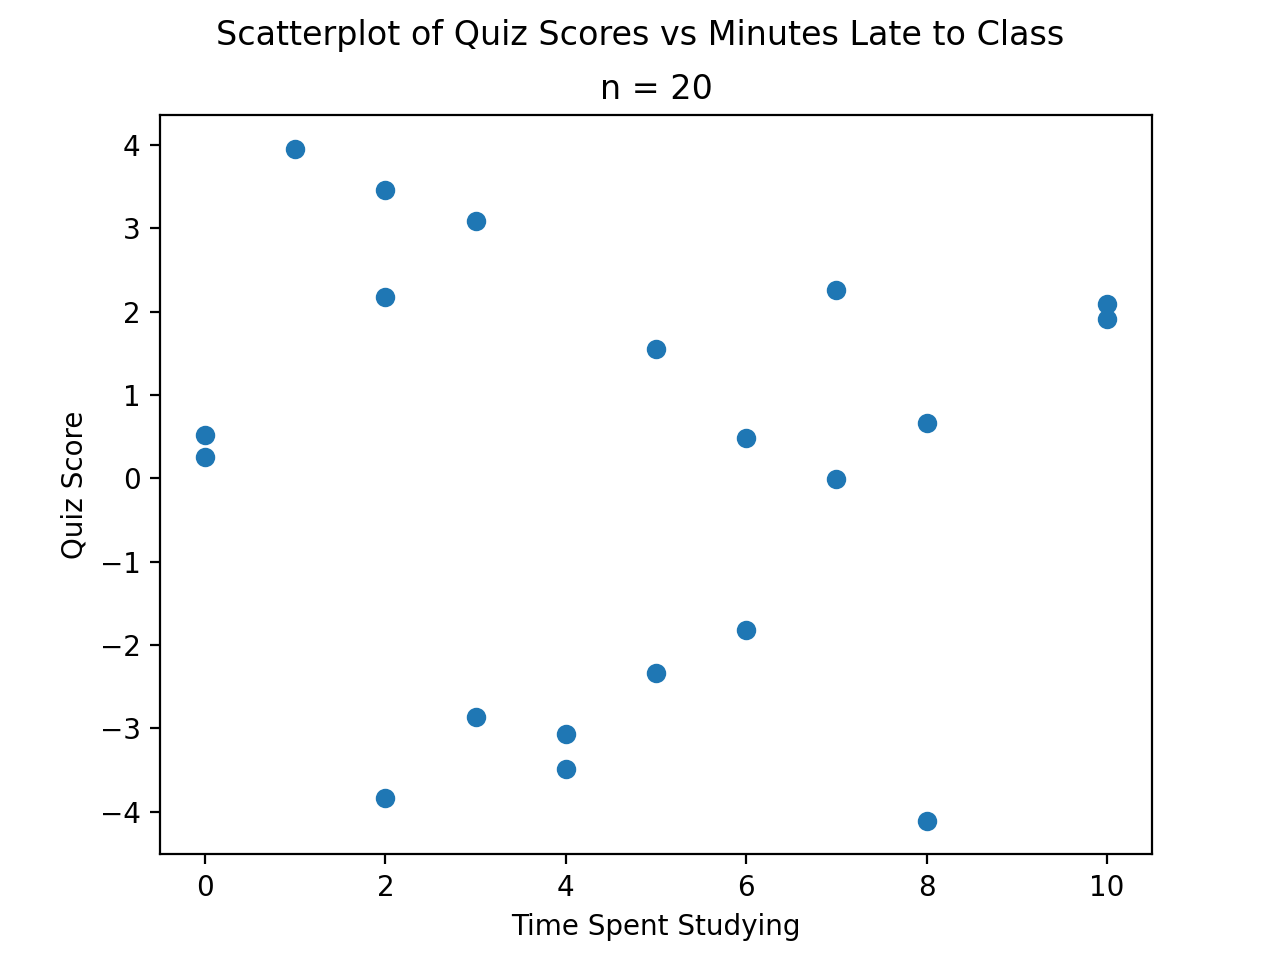 Scatterplot of Quiz Scores vs Minutes Late to Class
n = 20
4
3
2
1
0
−1
−2
−3
−4
Quiz Score
0 2 4 6 8 10
Time Spent Studying